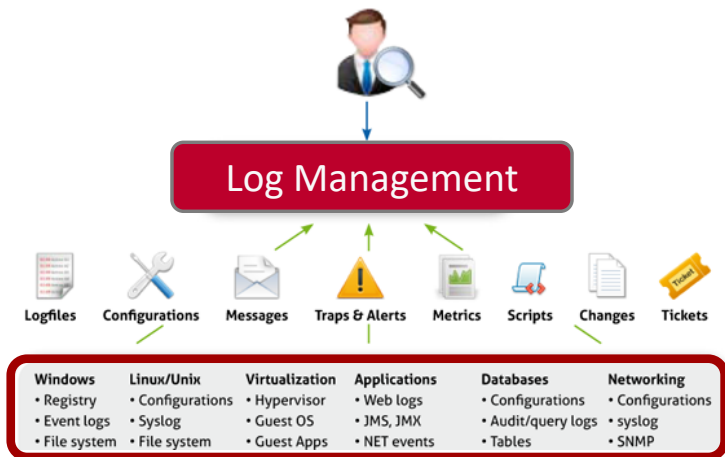 Log Management
Logfiles Configurations Messages Traps & Alerts Metrics Scripts Changes Tickets
Ticket
Windows
• Registry
• Event logs
• File system
Linux/Unix
• Configurations
• Syslog
• File system
Virtualization
• Hypervisor
• Guest OS
• Guest Apps
Applications
• Web logs
• JMS, JMX
• NET events
Databases
• Configurations
• Audit/query logs
• Tables
Networking
• Configurations
• syslog
• SNMP